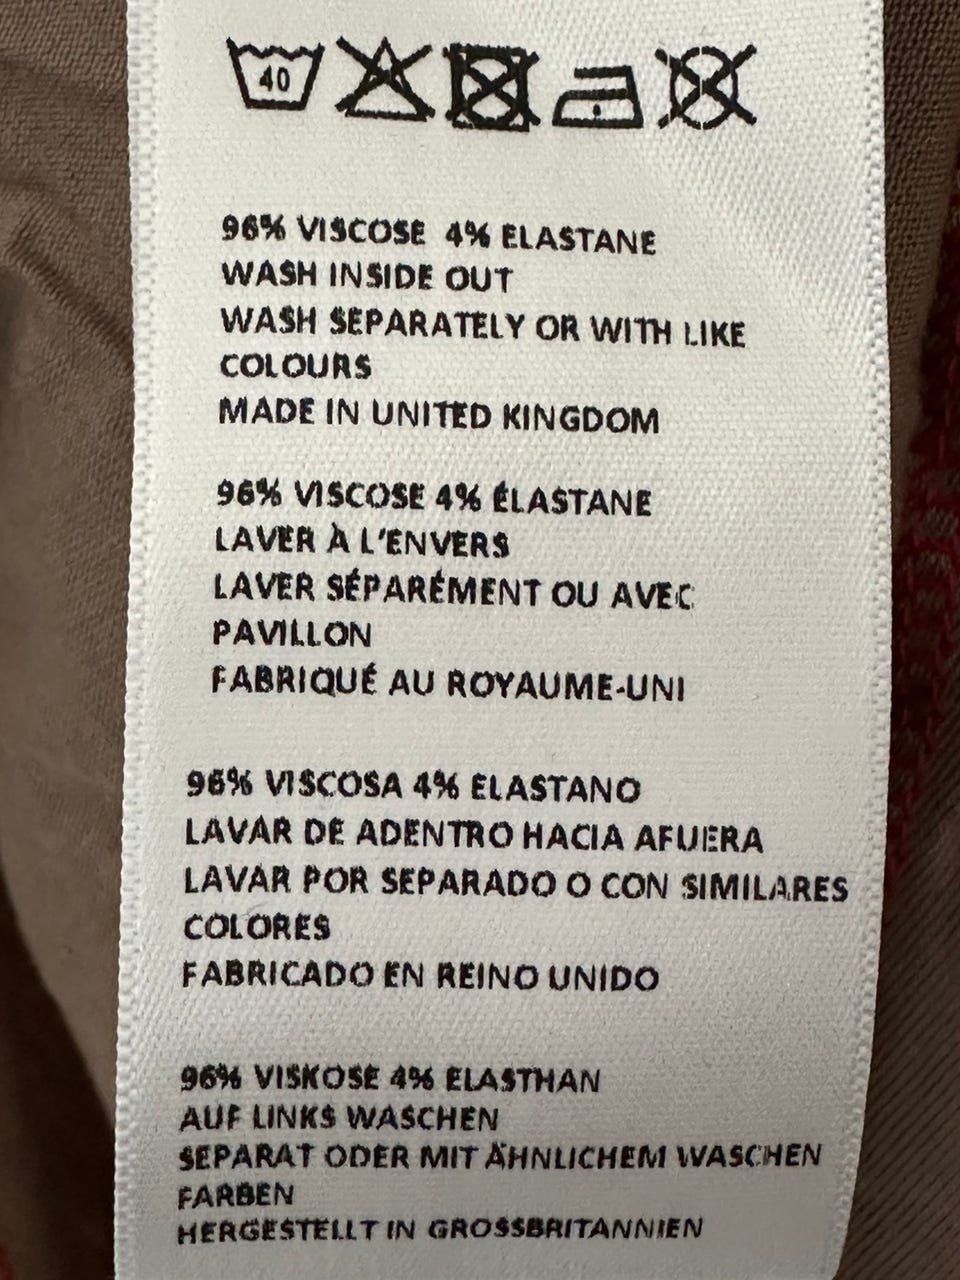 40
96% VISCOSE 4% ELASTANE
WASH INSIDE OUT
WASH SEPARATELY OR WITH LIKE
COLOURS
MADE IN UNITED KINGDOM
96% VISCOSE 4% ÉLASTANE
LAVER À L'ENVERS
LAVER SÉPARÉMENT OU AVEC
PAVILLON
FABRIQUÉ AU ROYAUME-UNI
96% VISCOSA 4% ELASTANO
LAVAR DE ADENTRO HACIA AFUERA
LAVAR POR SEPARADO O CON SIMILARES
COLORES
FABRICADO EN REINO UNIDO
96% VISKOSE 4% ELASTHAN
AUF LINKS WASCHEN
SEPARAT ODER MIT ÄHNLICHEM WASCHEN
FARBEN
HERGESTELLT IN GROSSBRITANNIEN